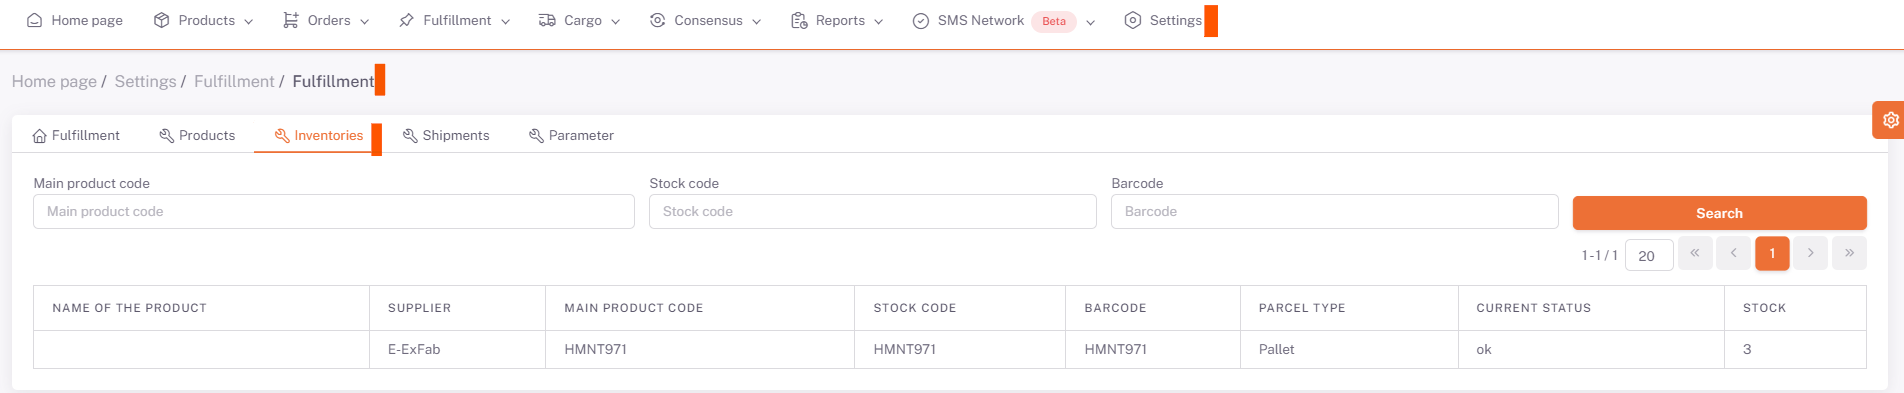 Home page Products Orders Fulfillment Cargo Consensus Reports SMS Network Beta Settings
Home page / Settings / Fulfillment / Fulfillment
Fulfillment Products Inventories Shipments Parameter
Main product code Stock code Barcode
Main product code Stock code Barcode Search
1 - 1 / 1 20 « < 1 > »
NAME OF THE PRODUCT SUPPLIER MAIN PRODUCT CODE STOCK CODE BARCODE PARCEL TYPE CURRENT STATUS STOCK
E-ExFab HMNT971 HMNT971 HMNT971 Pallet ok 3